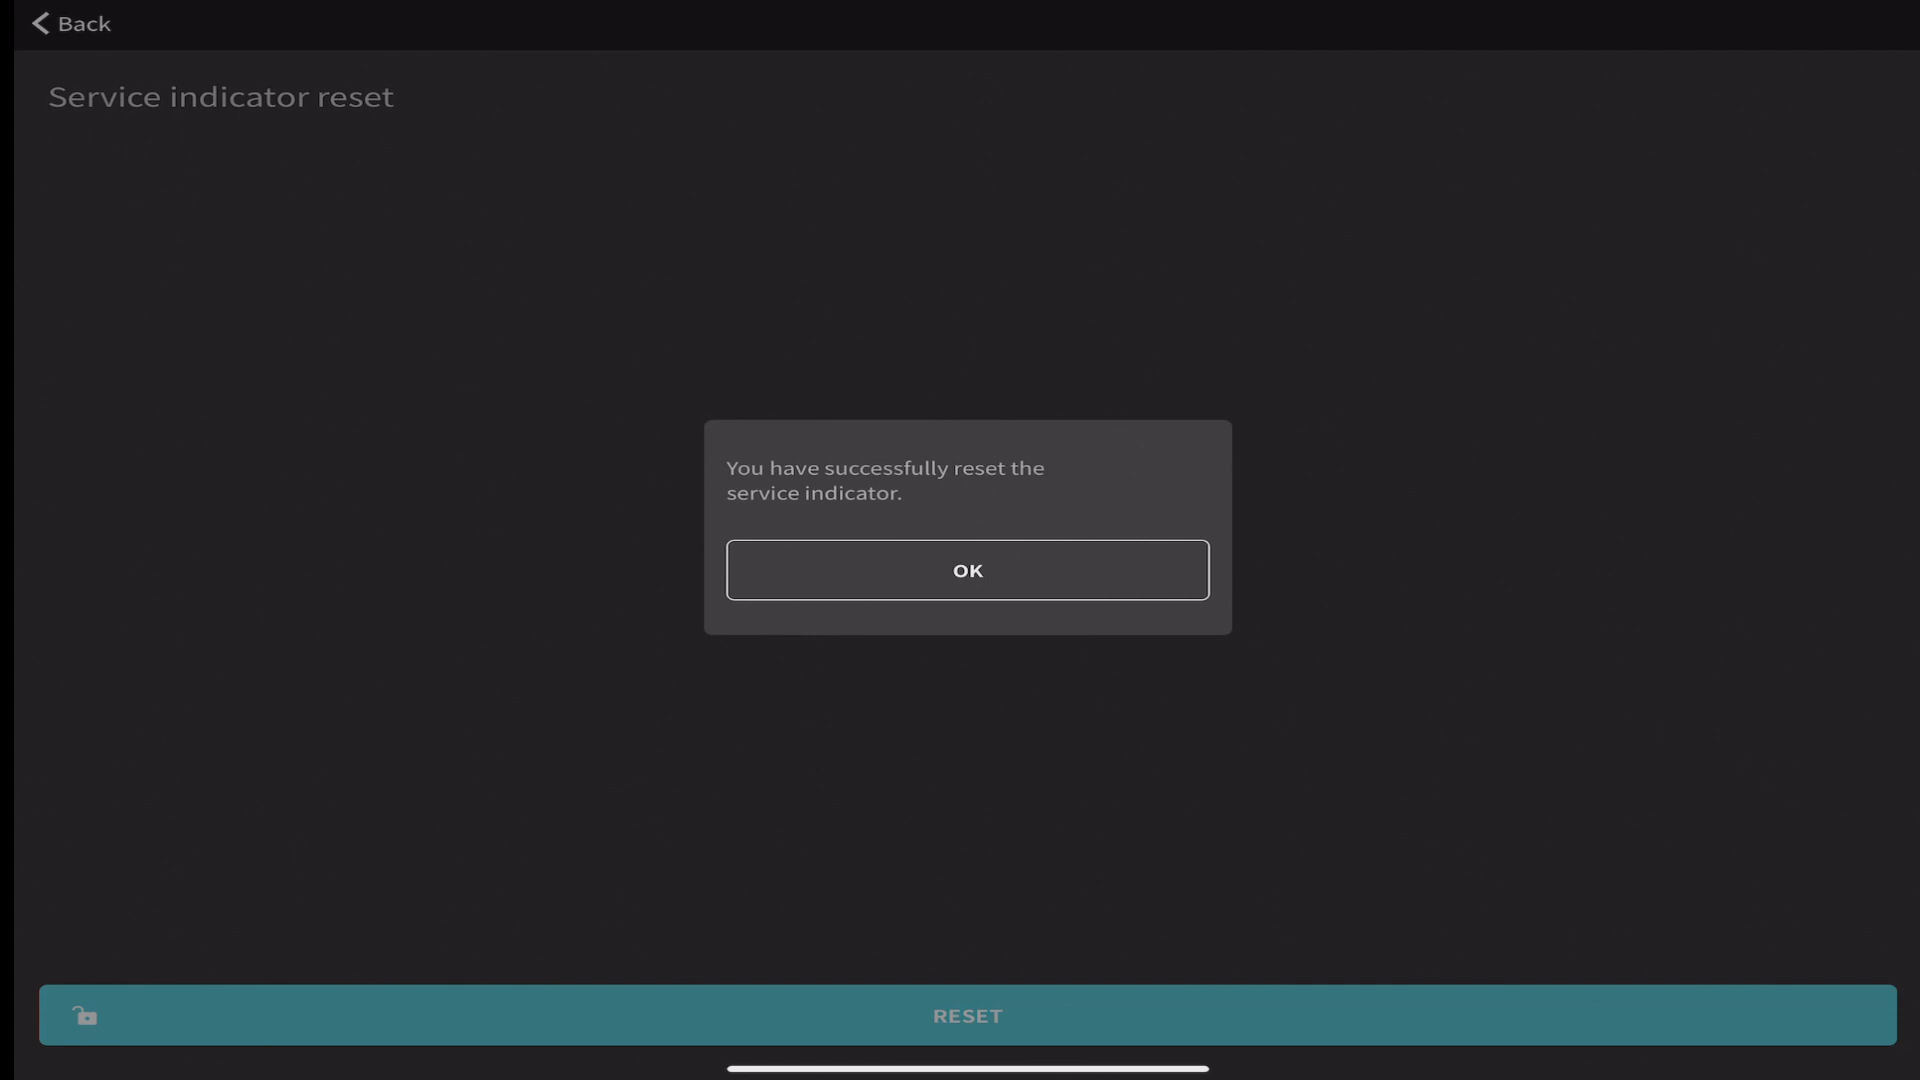 Back
Service indicator reset
You have successfully reset the
service indicator.
OK
RESET